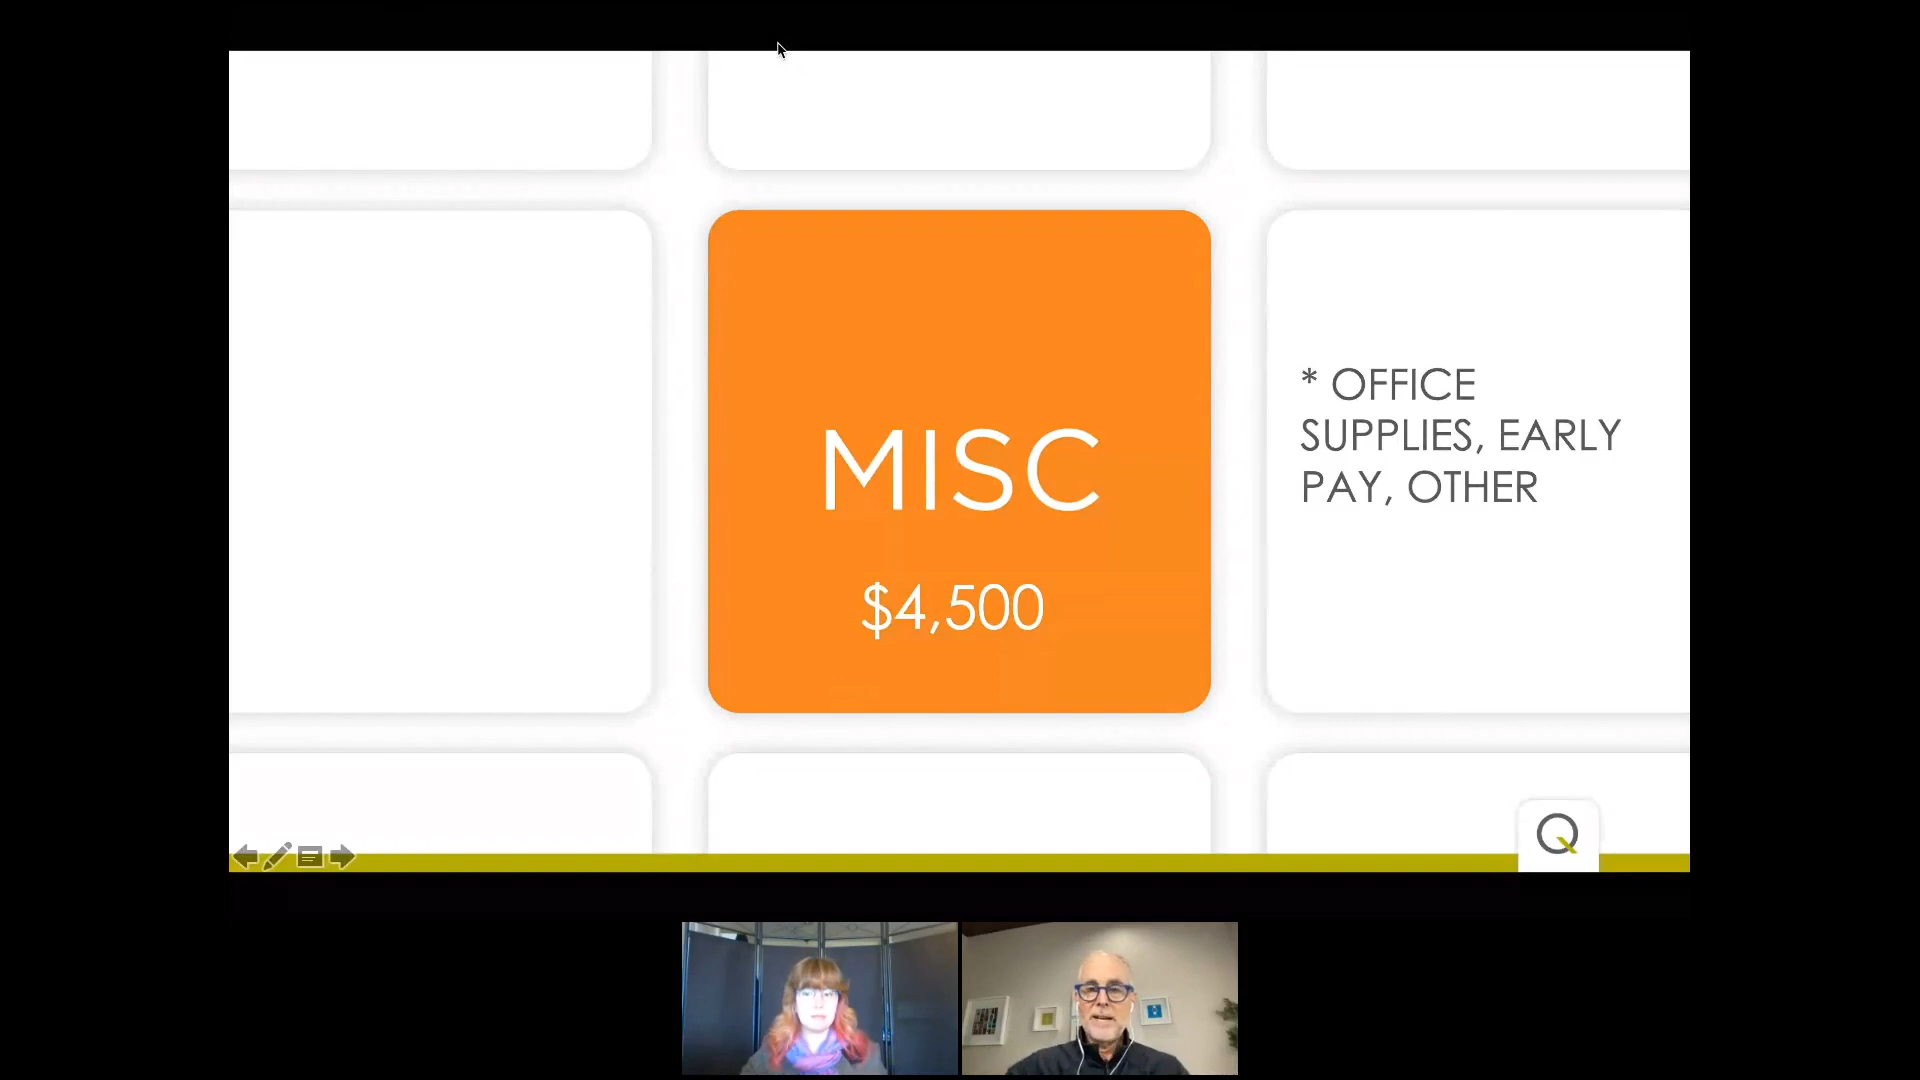 MISC
$4,500
* OFFICE
SUPPLIES, EARLY
PAY, OTHER
Q